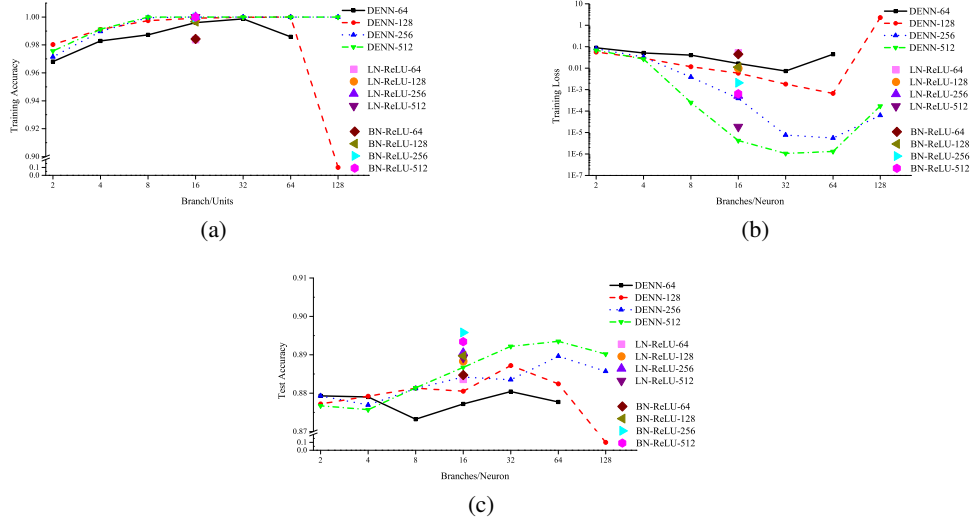 1.00
0.98
0.96
0.94
0.92
0.90
0.1
0.0
Training Accuracy
2 4 8 16 32 64 128
Branch/Units
DENN-64
DENN-128
DENN-256
DENN-512
LN-ReLU-64
LN-ReLU-128
LN-ReLU-256
LN-ReLU-512
BN-ReLU-64
BN-ReLU-128
BN-ReLU-256
BN-ReLU-512
(a)
10
1
0.1
0.01
0.001
1E-4
1E-5
1E-6
1E-7
Training Loss
2 4 8 16 32 64 128
Branches/Neuron
DENN-64
DENN-128
DENN-256
DENN-512
LN-ReLU-64
LN-ReLU-128
LN-ReLU-256
LN-ReLU-512
BN-ReLU-64
BN-ReLU-128
BN-ReLU-256
BN-ReLU-512
(b)
0.91
0.90
0.89
0.88
0.87
0.1
0.0
Test Accuracy
2 4 8 16 32 64 128
Branches/Neuron
DENN-64
DENN-128
DENN-256
DENN-512
LN-ReLU-64
LN-ReLU-128
LN-ReLU-256
LN-ReLU-512
BN-ReLU-64
BN-ReLU-128
BN-ReLU-256
BN-ReLU-512
(c)